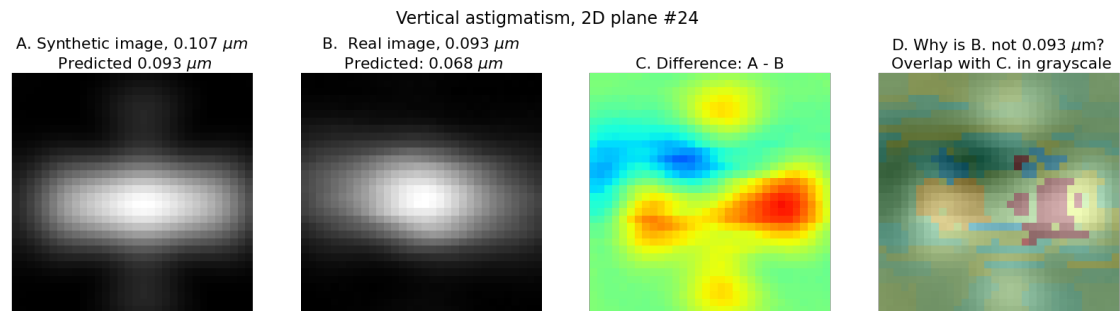 Vertical astigmatism, 2D plane #24
A. Synthetic image, 0.107 μm
Predicted 0.093 μm
B. Real image, 0.093 μm
Predicted: 0.068 μm
C. Difference: A - B
D. Why is B. not 0.093 μm?
Overlap with C. in grayscale